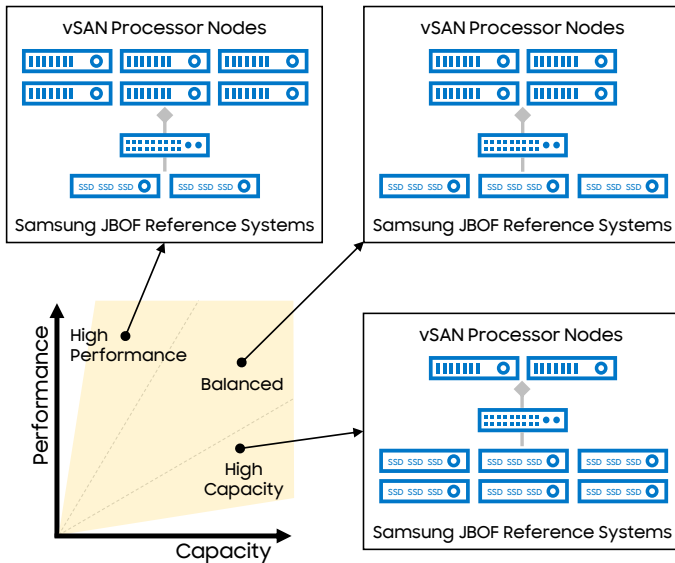 vSAN Processor Nodes
SSD SSD SSD SSD SSD SSD
Samsung JBOF Reference Systems
vSAN Processor Nodes
SSD SSD SSD SSD SSD SSD SSD SSD SSD
Samsung JBOF Reference Systems
Performance
High
Performance
Balanced
High
Capacity
Capacity
vSAN Processor Nodes
SSD SSD SSD SSD SSD SSD SSD SSD SSD
SSD SSD SSD SSD SSD SSD SSD SSD SSD
Samsung JBOF Reference Systems